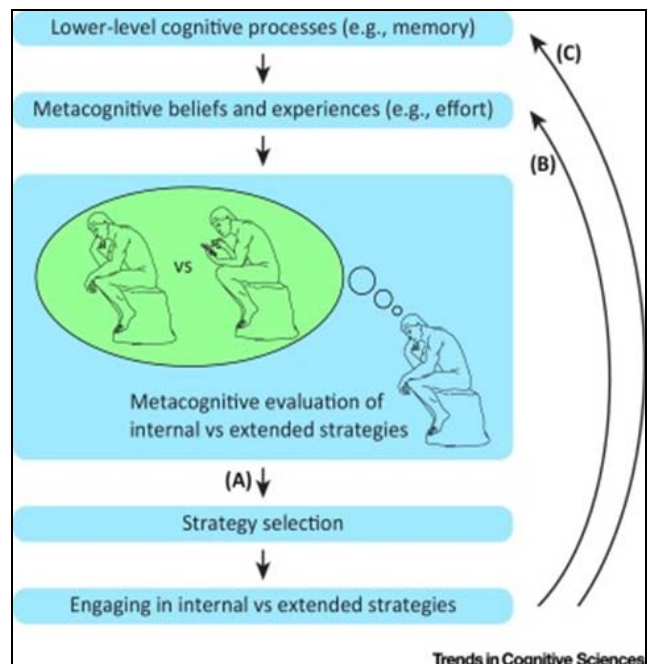 Lower-level cognitive processes (e.g., memory)
(C)
Metacognitive beliefs and experiences (e.g., effort)
(B)
vs
Metacognitive evaluation of
internal vs extended strategies
(A)
Strategy selection
Engaging in internal vs extended strategies
Trends in Cognitive Sciences